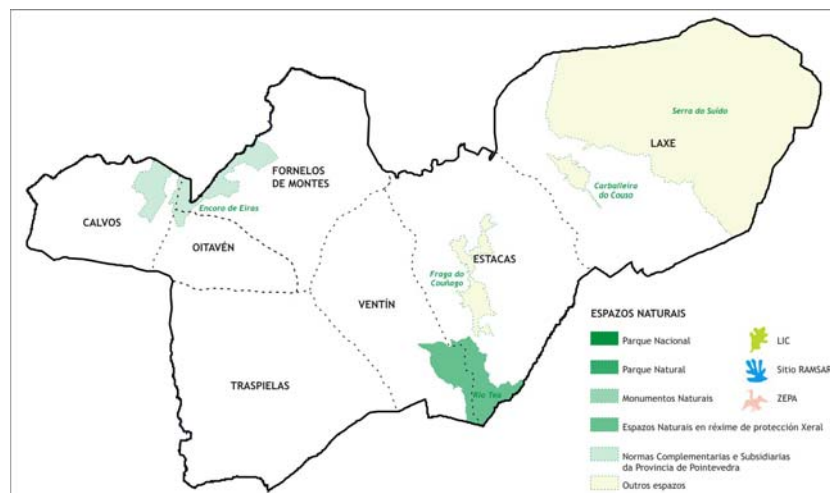 Serra do Suído
LAXE
FORNELOS
DE MONTES
Carballeira
do Couso
CALVOS
Encoro de Eiras
OITAVÉN
ESTACAS
Fraga do
Couñago
VENTÍN
TRASPIELAS
Río Tea
ESPAZOS NATURAIS
Parque Nacional
LIC
Parque Natural
Sitio RAMSAR
Monumentos Naturais
ZEPA
Espazos Naturais en réxime de protección Xeral
Normas Complementarias e Subsidiarias
da Provincia de Pointevedra
Outros espazos